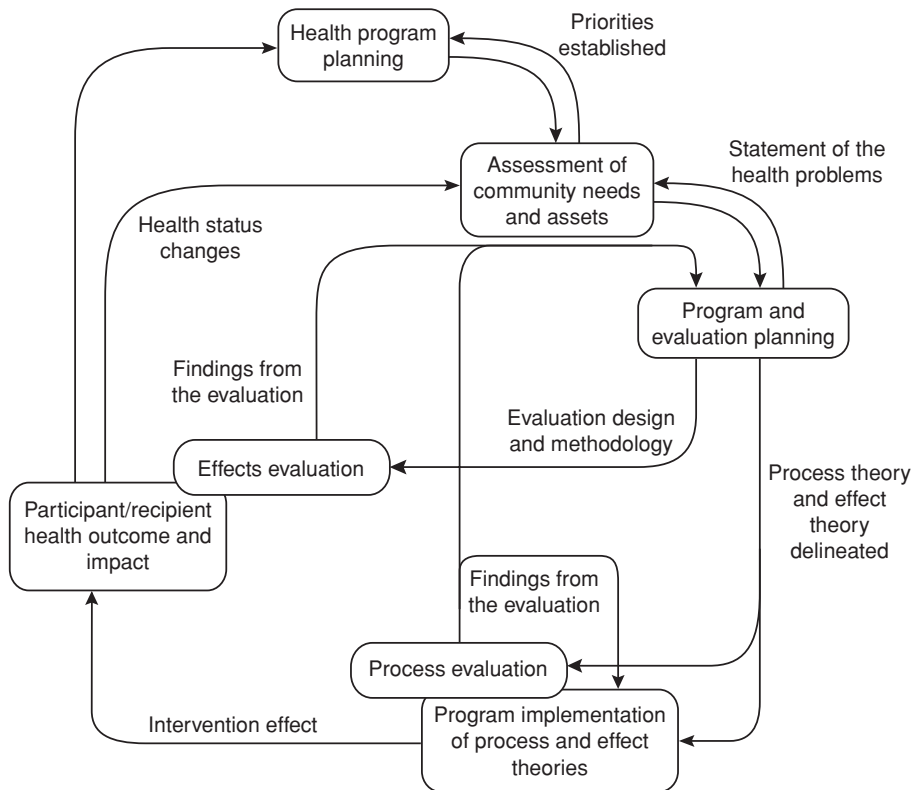 Health program
planning
Priorities
established
Assessment of
community needs
and assets
Statement of the
health problems
Health status
changes
Program and
evaluation planning
Findings from
the evaluation
Evaluation design
and methodology
Effects evaluation
Process theory
and effect
theory
delineated
Participant/recipient
health outcome and
impact
Findings from
the evaluation
Process evaluation
Program implementation
of process and effect
theories
Intervention effect